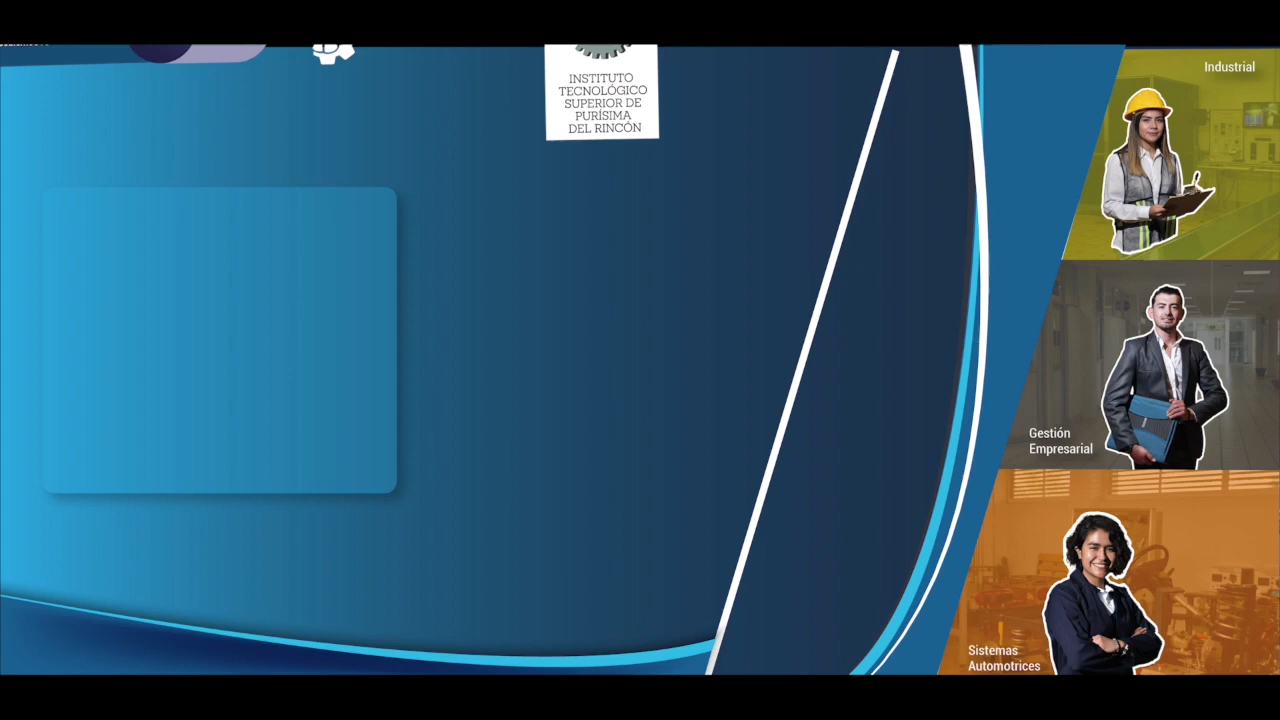 INSTITUTO
TECNOLÓGICO
SUPERIOR DE
PURÍSIMA
DEL RINCÓN
Industrial
Gestión
Empresarial
Sistemas
Automotrices